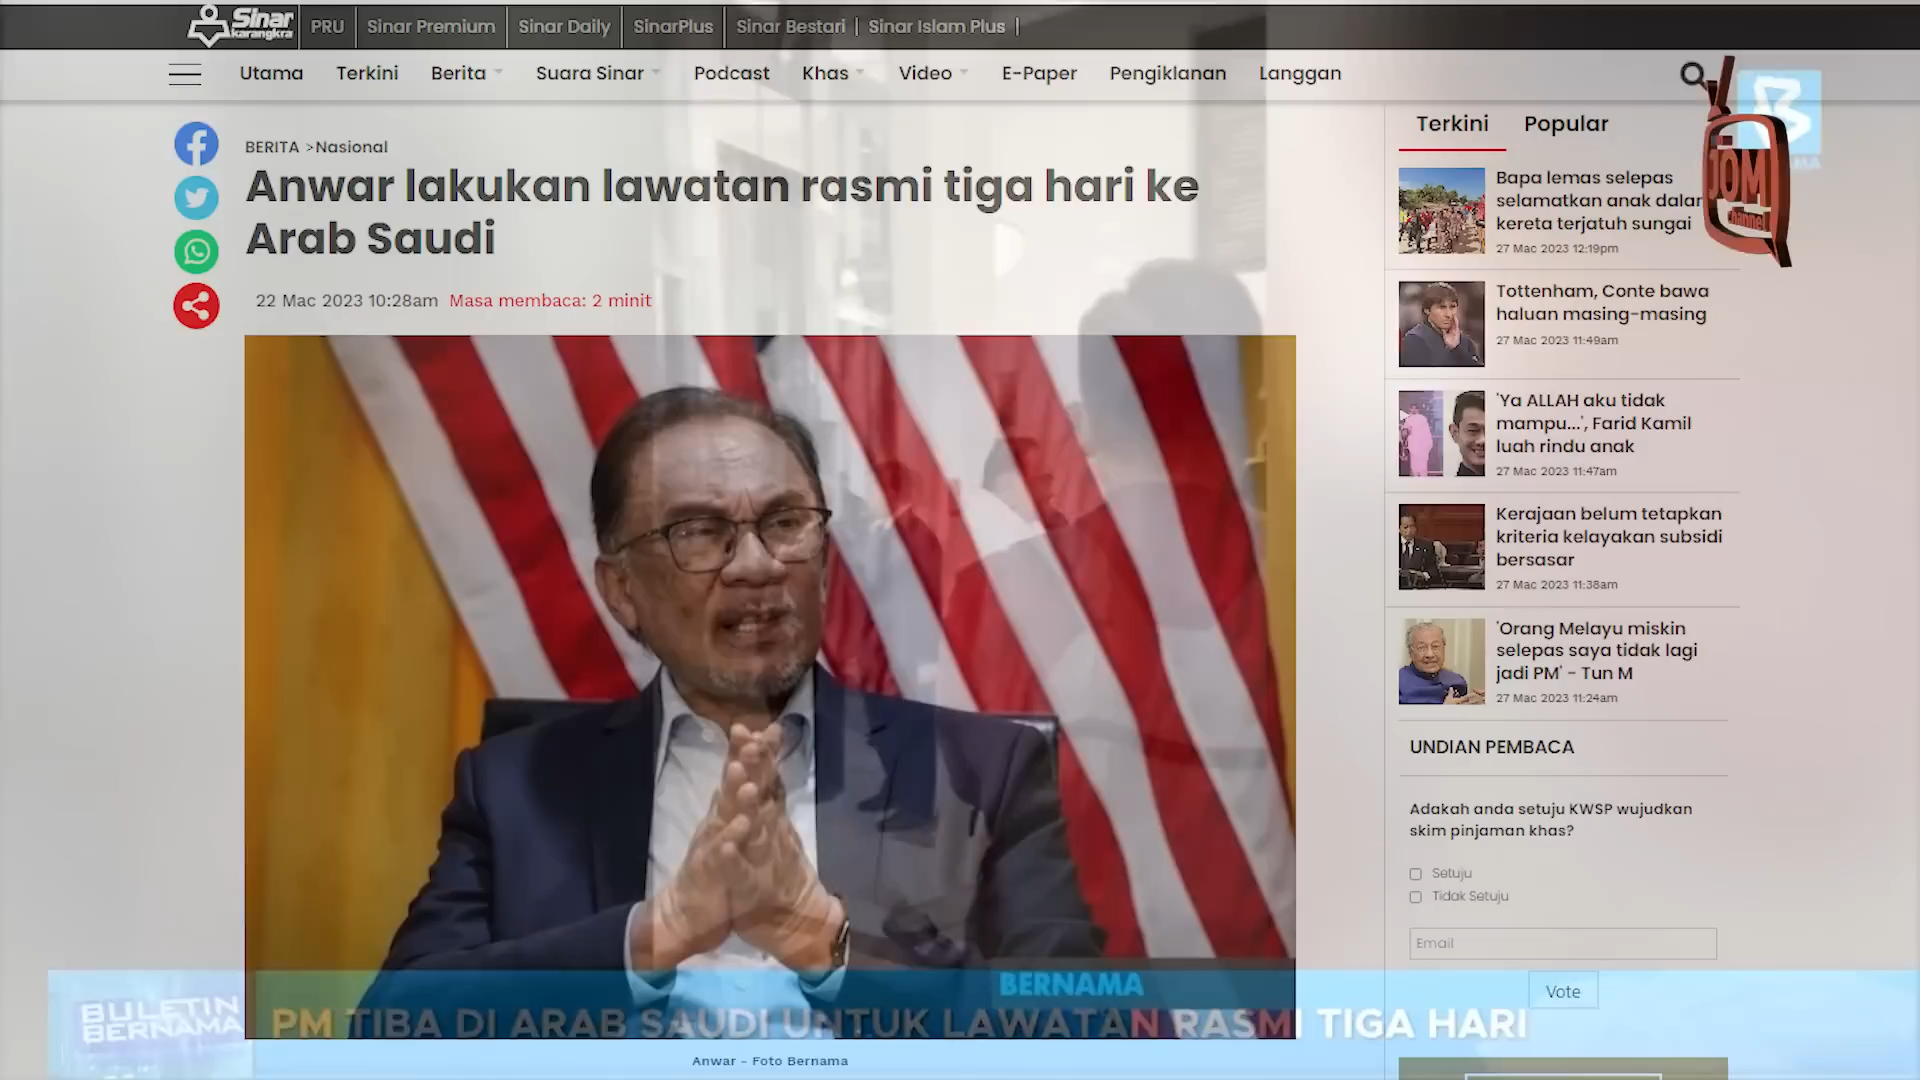 Sinar
karangkraf
PRU
Sinar Premium
Sinar Daily
SinarPlus
Sinar Bestari
Sinar Islam Plus
Utama
Terkini
Berita
Suara Sinar
Podcast
Khas
Video
E-Paper
Pengiklanan
Langgan
JOM
channel
BERITA >Nasional
Anwar lakukan lawatan rasmi tiga hari ke
Arab Saudi
22 Mac 2023 10:28am Masa membaca: 2 minit
Terkini
Popular
Bapa lemas selepas
selamatkan anak dalam
kereta terjatuh sungai
27 Mac 2023 12:19pm
Tottenham, Conte bawa
haluan masing-masing
27 Mac 2023 11:49am
'Ya ALLAH aku tidak
mampu...', Farid Kamil
luah rindu anak
27 Mac 2023 11:47am
Kerajaan belum tetapkan
kriteria kelayakan subsidi
bersasar
27 Mac 2023 11:38am
'Orang Melayu miskin
selepas saya tidak lagi
jadi PM' - Tun M
27 Mac 2023 11:24am
UNDIAN PEMBACA
Adakah anda setuju KWSP wujudkan
skim pinjaman khas?
Setuju
Tidak Setuju
Email
Vote
BERNAMA
BULETIN
BERNAMA
PM TIBA DI ARAB SAUDI UNTUK LAWATAN RASMI TIGA HARI
Anwar - Foto Bernama